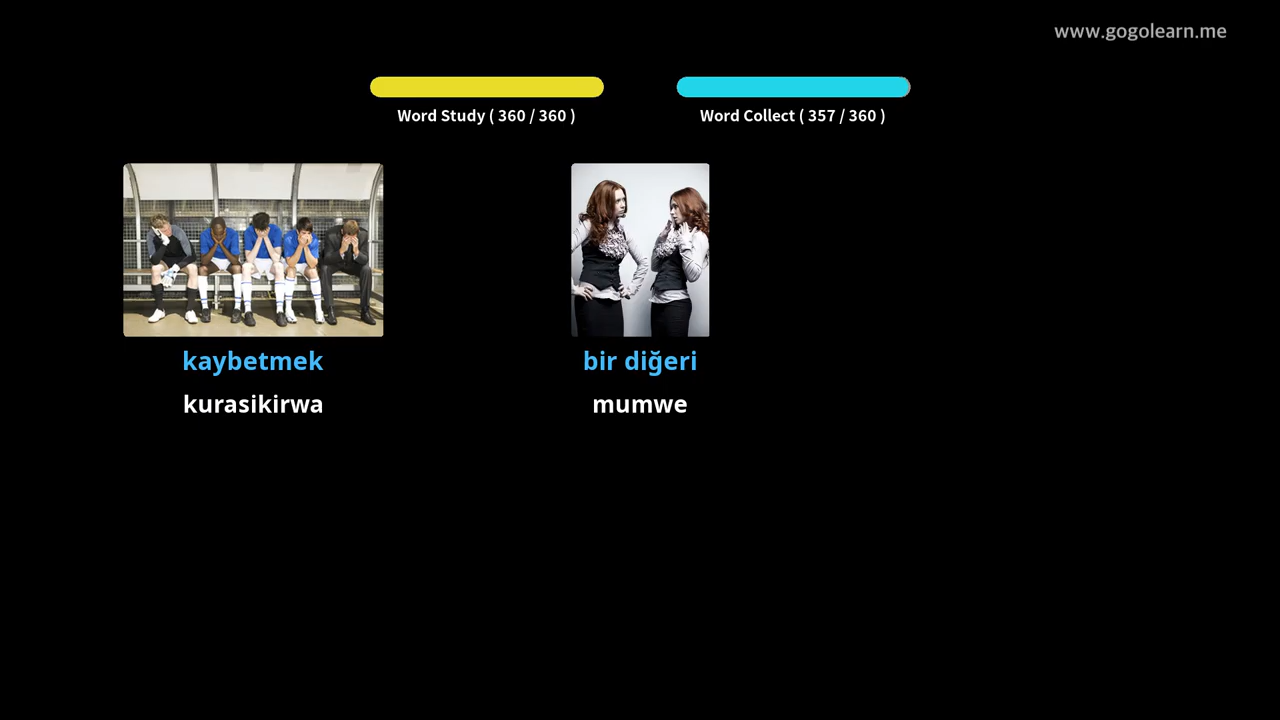 www.gogolearn.me
Word Study ( 360 / 360 )
Word Collect ( 357 / 360 )
kaybetmek
kurasikirwa
bir diğeri
mumwe